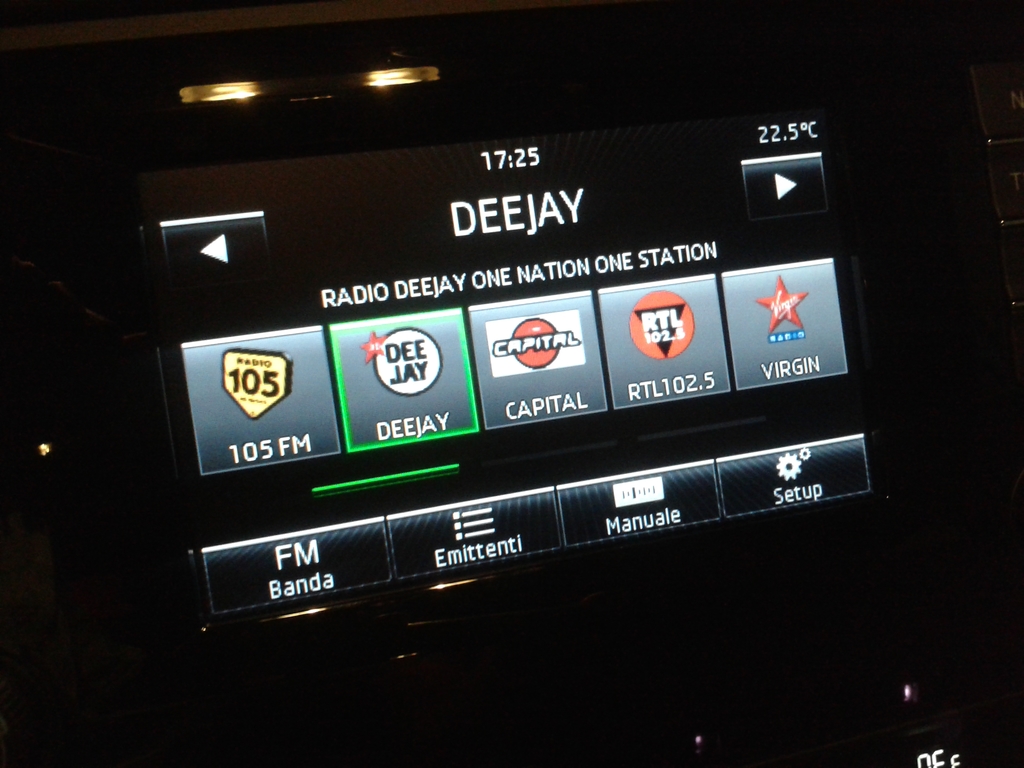 22.5°C
17:25
DEEJAY
RADIO DEEJAY ONE NATION ONE STATION
RADIO
105
DEE
JAY
CAPITAL
RTL
102.5
Virgin
RADIO
105 FM
DEEJAY
CAPITAL
RTL102.5
VIRGIN
FM
Banda
Emittenti
Manuale
Setup